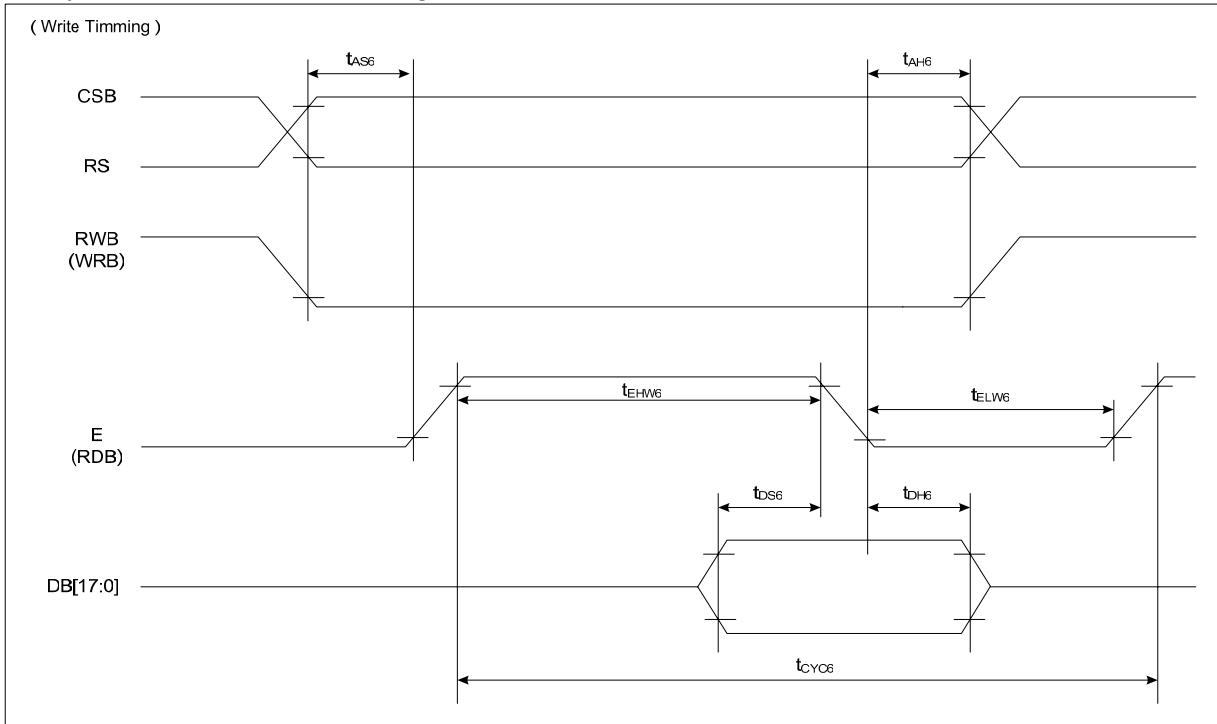 ( Write Timming )
tAS6
tAH6
CSB
RS
RWB
(WRB)
tEHW6
tELW6
E
(RDB)
tDS6
tDH6
DB[17:0]
tCYC6